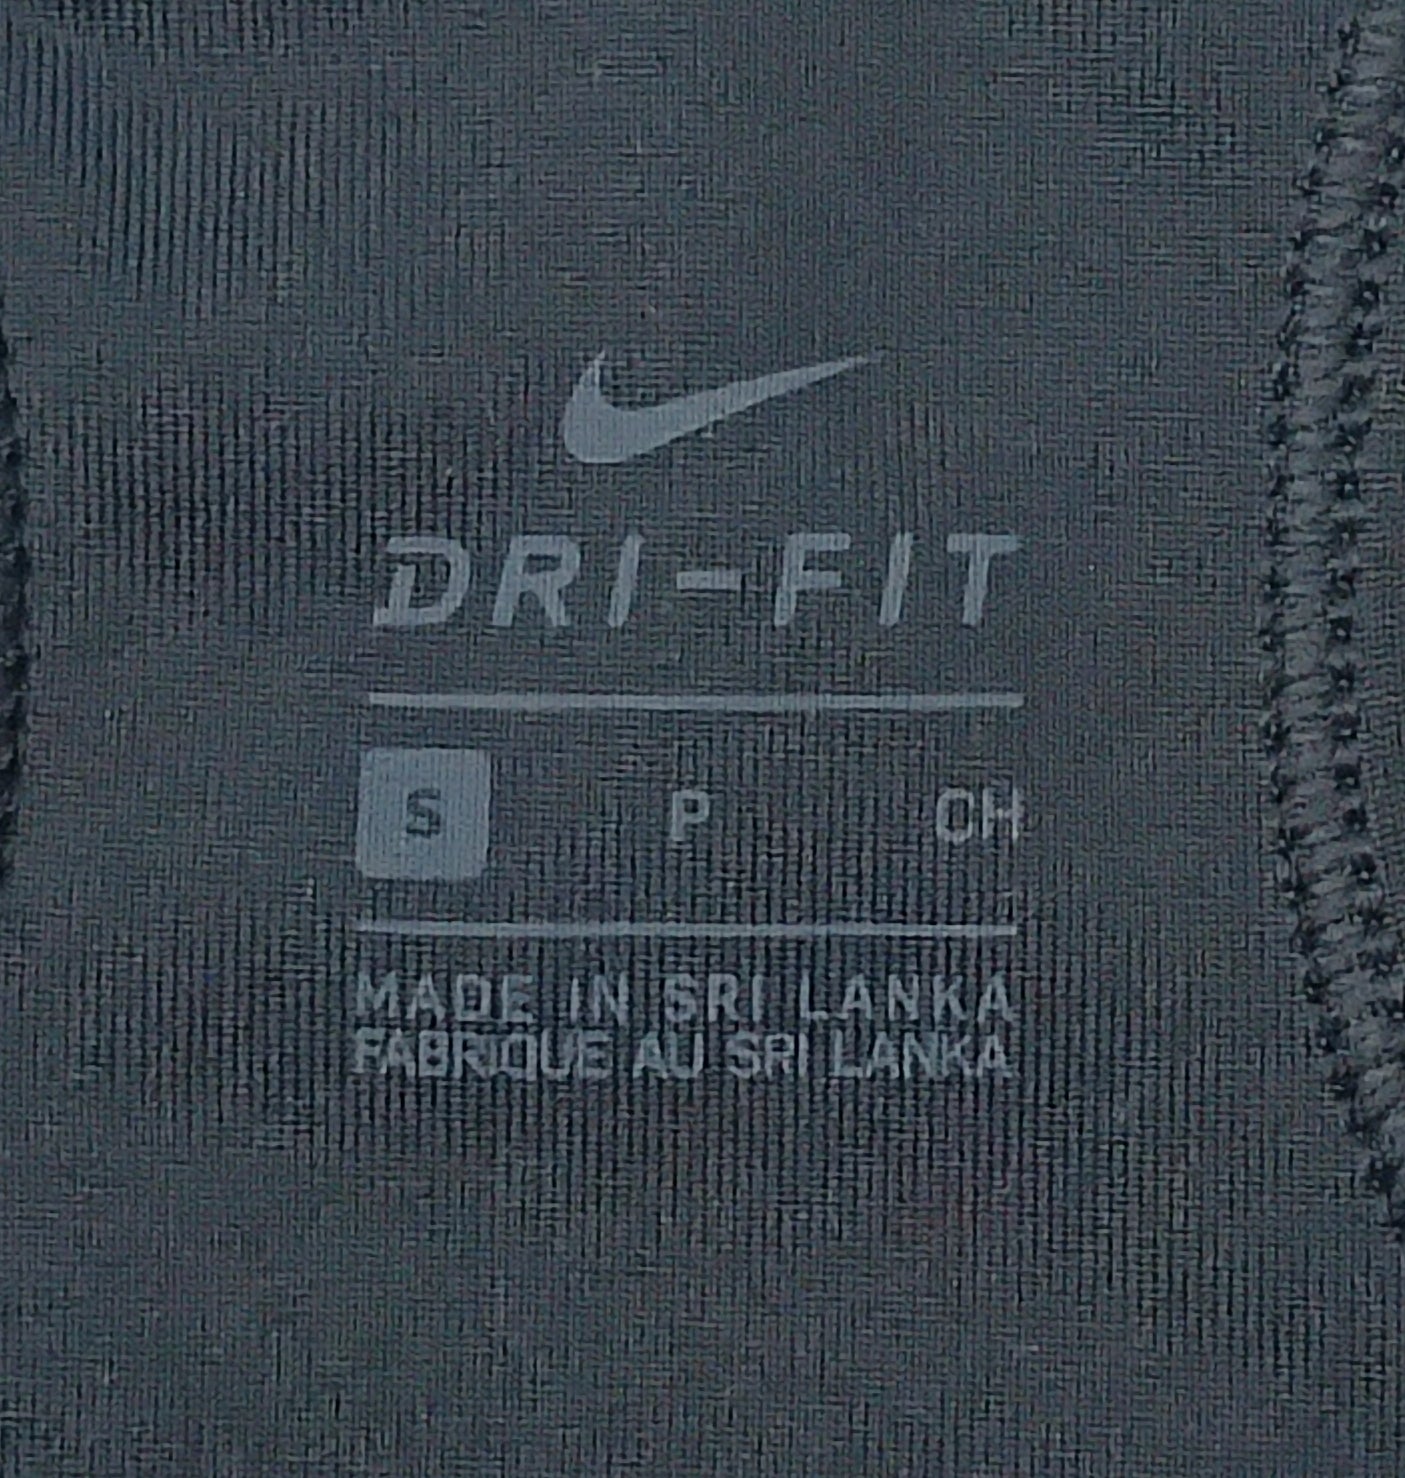 DRI-FIT
S P CH
MADE IN SRI LANKA
FABRIQUE AU SRI LANKA